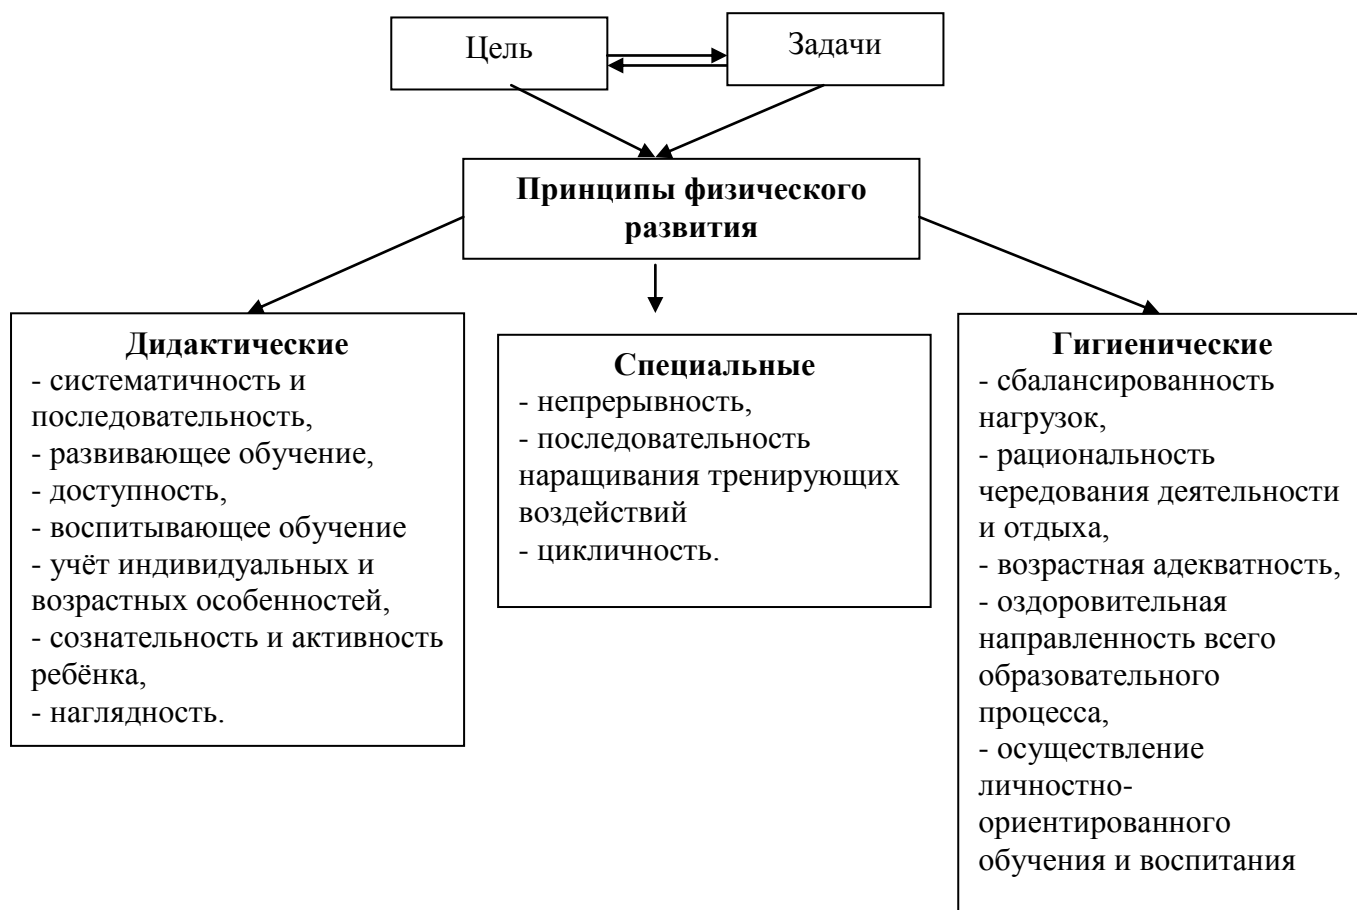 Цель
Задачи
Принципы физического
развития
Дидактические
- систематичность и
последовательность,
- развивающее обучение,
- доступность,
- воспитывающее обучение
- учёт индивидуальных и
возрастных особенностей,
- сознательность и активность
ребёнка,
- наглядность.
Специальные
- непрерывность,
- последовательность
наращивания тренирующих
воздействий
- цикличность.
Гигиенические
- сбалансированность
нагрузок,
- рациональность
чередования деятельности
и отдыха,
- возрастная адекватность,
- оздоровительная
направленность всего
образовательного
процесса,
- осуществление
личностно-
ориентированного
обучения и воспитания